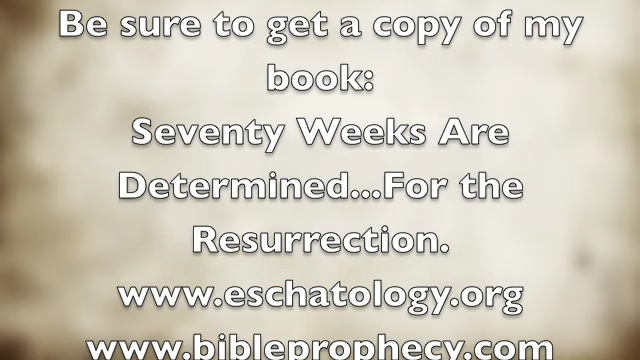 Be sure to get a copy of my
book:
Seventy Weeks Are
Determined...For the
Resurrection.
www.eschatology.org
www.bibleprophecy.com